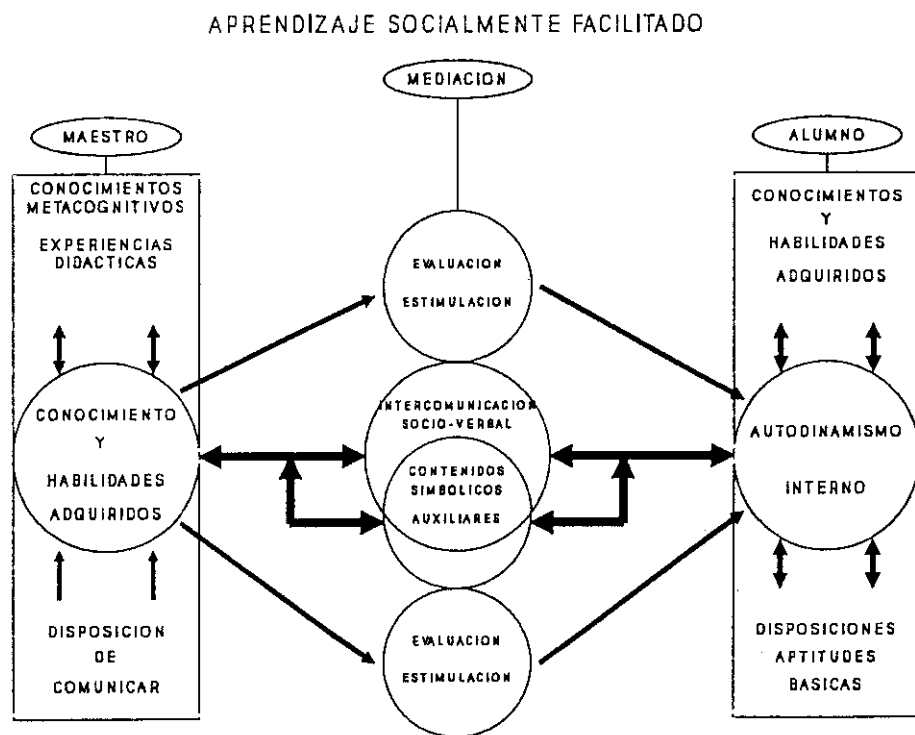 APRENDIZAJE SOCIALMENTE FACILITADO
MEDIACION
MAESTRO
ALUMNO
CONOCIMIENTOS
METACOGNITIVOS
EXPERIENCIAS
DIDACTICAS
CONOCIMIENTO
Y
HABILIDADES
ADQUIRIDOS
DISPOSICION
DE
COMUNICAR
EVALUACION
ESTIMULACION
INTERCOMUNICACION
SOCIO-VERBAL
CONTENIDOS
SIMBOLICOS
AUXILIARES
EVALUACION
ESTIMULACION
CONOCIMIENTOS
Y
HABILIDADES
ADQUIRIDOS
AUTODINAMISMO
INTERNO
DISPOSICIONES
APTITUDES
BASICAS